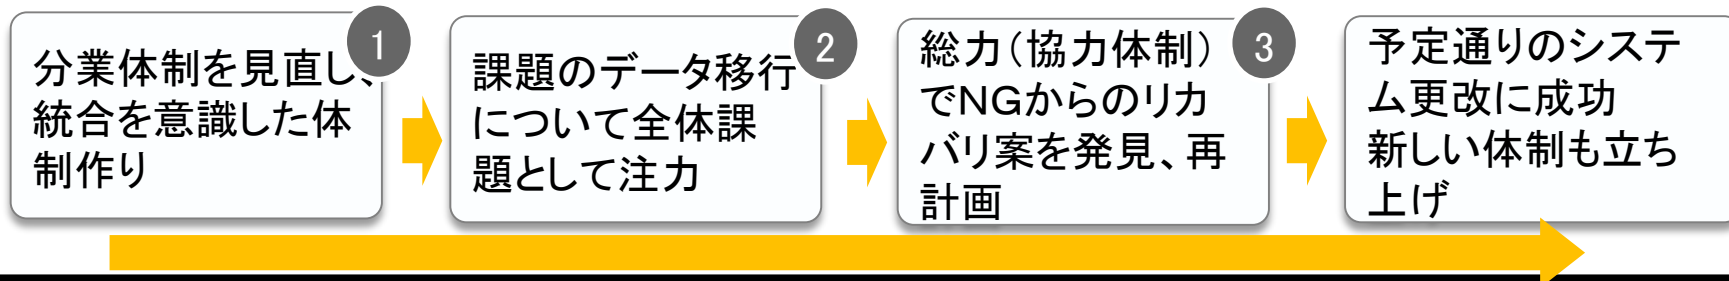 分業体制を見直し、
統合を意識した体
制作り
1
課題のデータ移行
について全体課
題として注力
2
総力（協力体制）
でNGからのリカ
バリ案を発見、再
計画
3
予定通りのシステ
ム更改に成功
新しい体制も立ち
上げ